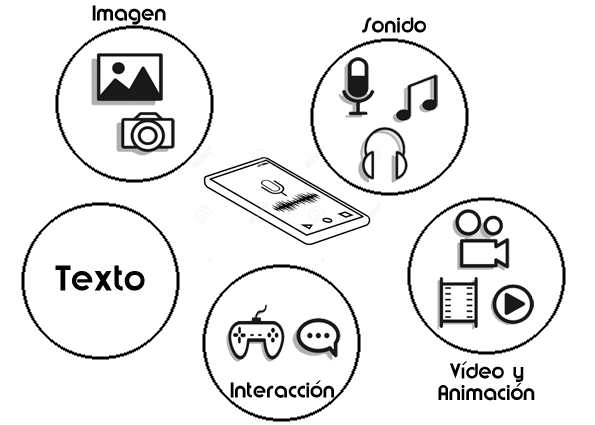 Imagen
Sonido
Texto
Interacción
Vídeo y
Animación